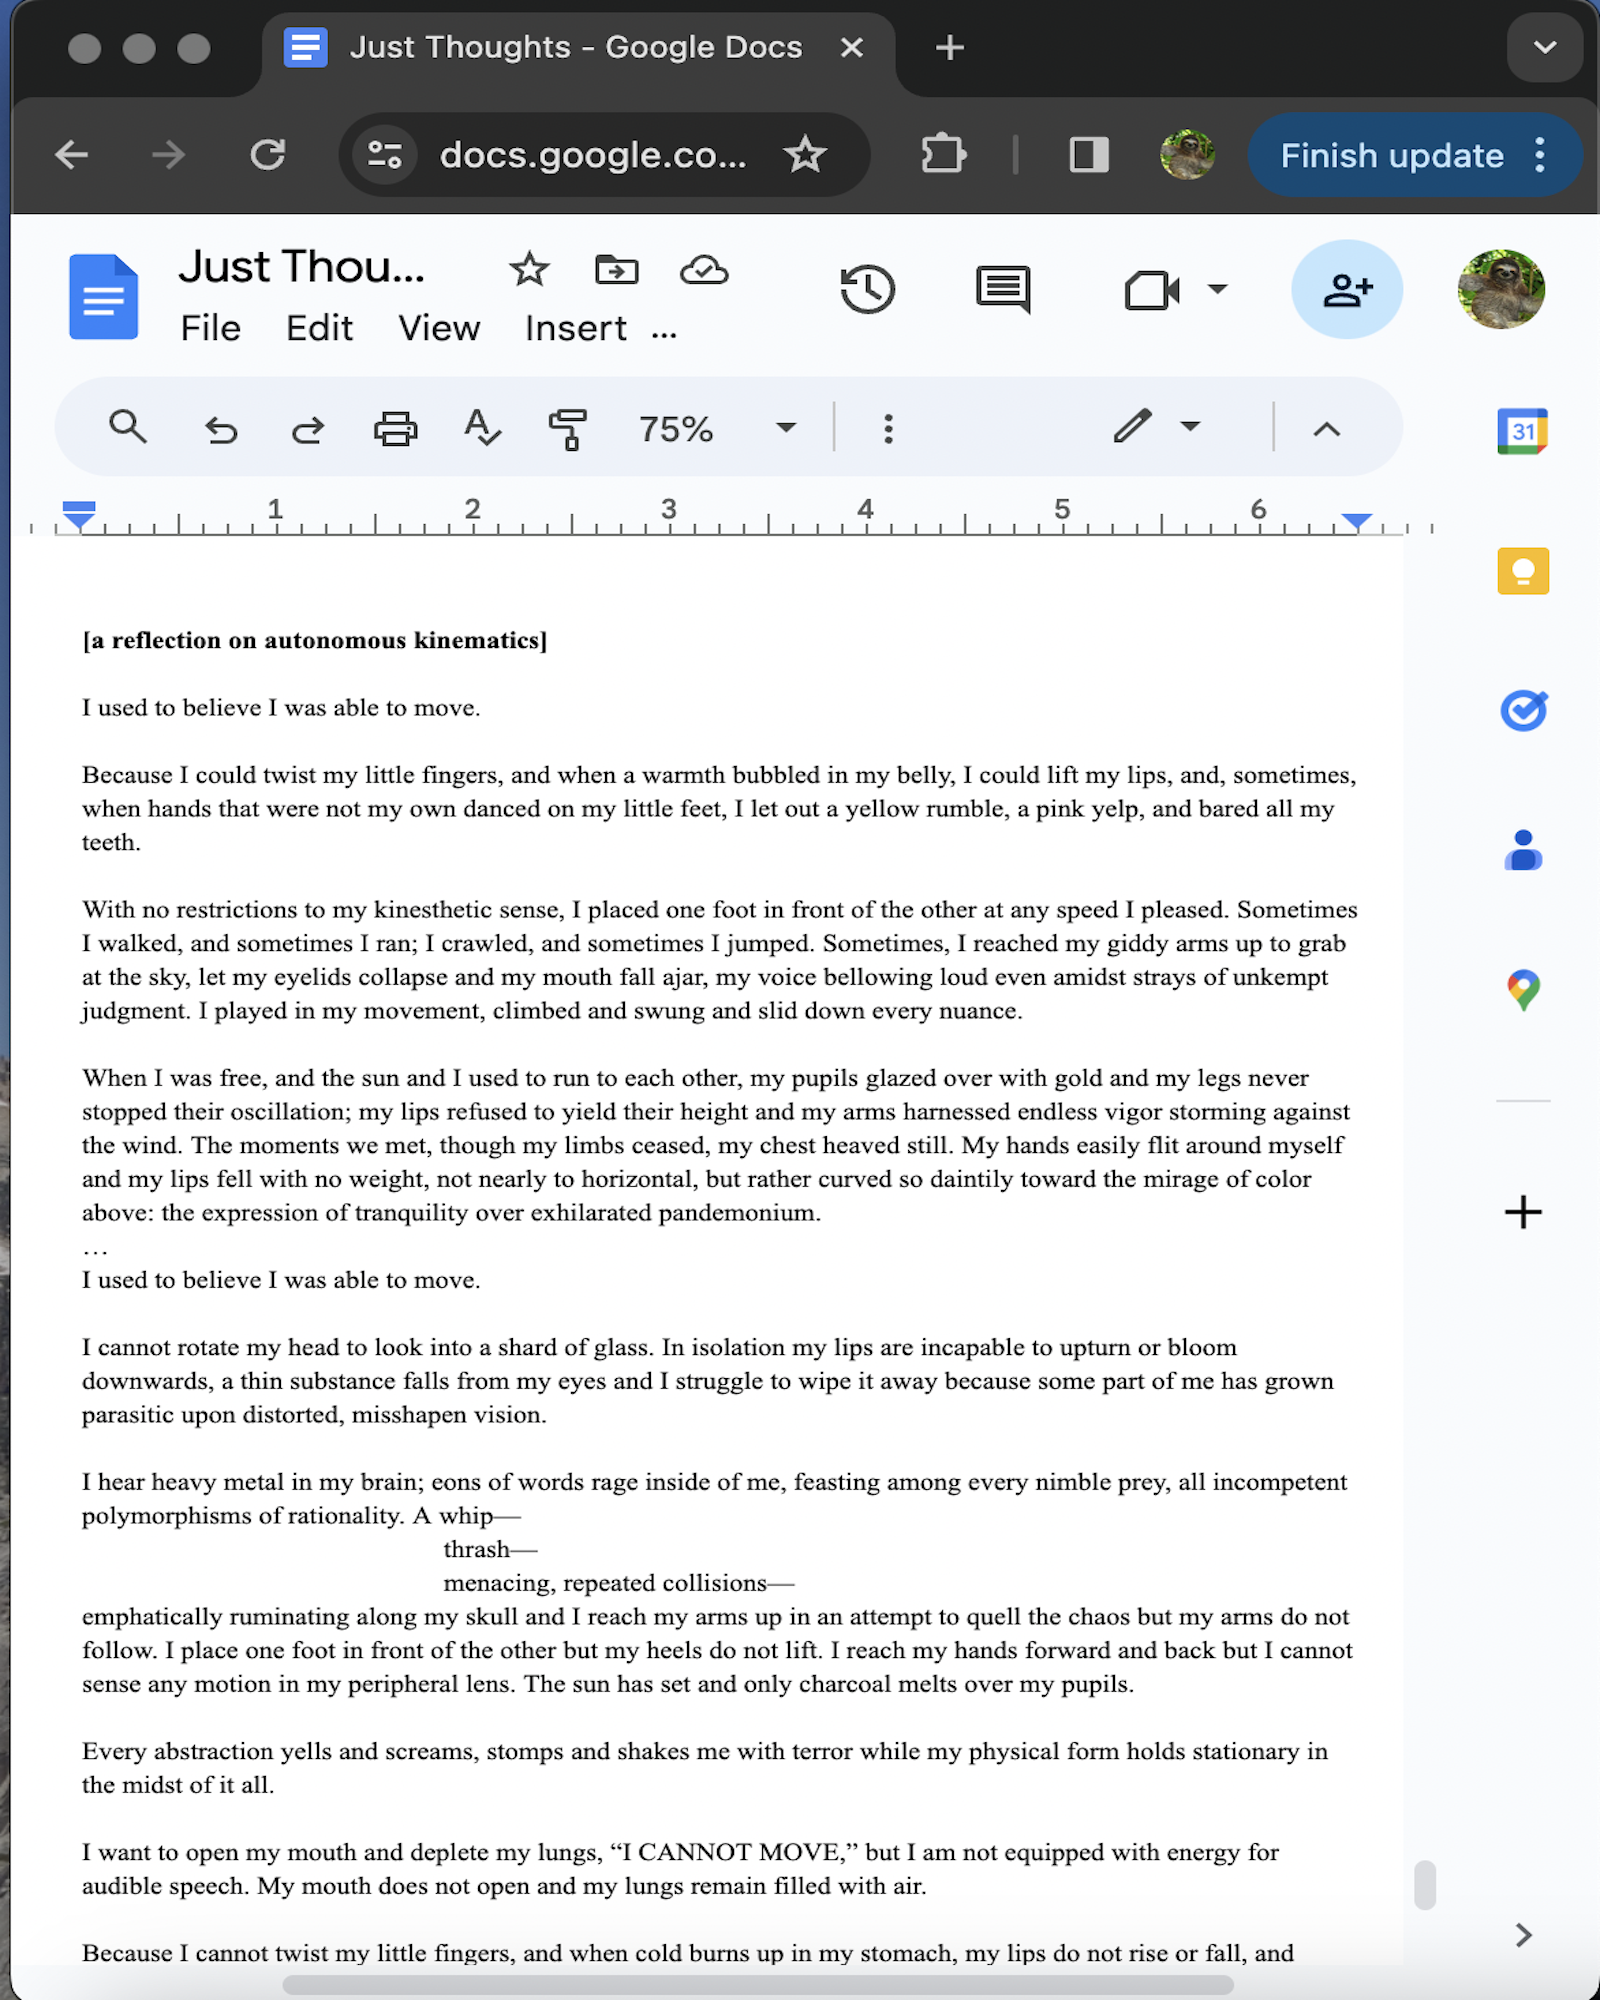 Just Thoughts - Google Docs
docs.google.co...
Finish update
Just Thou...
File Edit View Insert ...
75%
31
1 2 3 4 5 6
[a reflection on autonomous kinematics]
I used to believe I was able to move.
Because I could twist my little fingers, and when a warmth bubbled in my belly, I could lift my lips, and, sometimes,
when hands that were not my own danced on my little feet, I let out a yellow rumble, a pink yelp, and bared all my
teeth.
With no restrictions to my kinesthetic sense, I placed one foot in front of the other at any speed I pleased. Sometimes
I walked, and sometimes I ran; I crawled, and sometimes I jumped. Sometimes, I reached my giddy arms up to grab
at the sky, let my eyelids collapse and my mouth fall ajar, my voice bellowing loud even amidst strays of unkempt
judgment. I played in my movement, climbed and swung and slid down every nuance.
When I was free, and the sun and I used to run to each other, my pupils glazed over with gold and my legs never
stopped their oscillation; my lips refused to yield their height and my arms harnessed endless vigor storming against
the wind. The moments we met, though my limbs ceased, my chest heaved still. My hands easily flit around myself
and my lips fell with no weight, not nearly to horizontal, but rather curved so daintily toward the mirage of color
above: the expression of tranquility over exhilarated pandemonium.
…
I used to believe I was able to move.
I cannot rotate my head to look into a shard of glass. In isolation my lips are incapable to upturn or bloom
downwards, a thin substance falls from my eyes and I struggle to wipe it away because some part of me has grown
parasitic upon distorted, misshapen vision.
I hear heavy metal in my brain; eons of words rage inside of me, feasting among every nimble prey, all incompetent
polymorphisms of rationality. A whip—
thrash—
menacing, repeated collisions—
emphatically ruminating along my skull and I reach my arms up in an attempt to quell the chaos but my arms do not
follow. I place one foot in front of the other but my heels do not lift. I reach my hands forward and back but I cannot
sense any motion in my peripheral lens. The sun has set and only charcoal melts over my pupils.
Every abstraction yells and screams, stomps and shakes me with terror while my physical form holds stationary in
the midst of it all.
I want to open my mouth and deplete my lungs, “I CANNOT MOVE,” but I am not equipped with energy for
audible speech. My mouth does not open and my lungs remain filled with air.
Because I cannot twist my little fingers, and when cold burns up in my stomach, my lips do not rise or fall, and